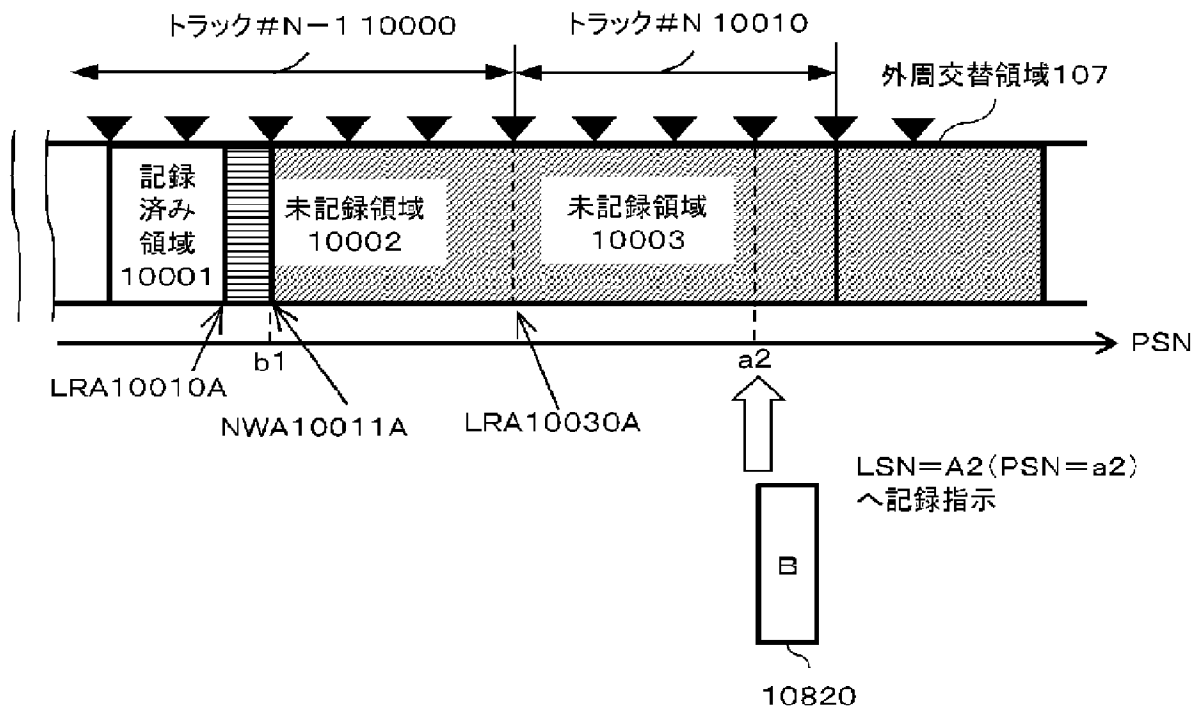 トラック#N-1 10000
トラック#N 10010
外周交替領域107
記録
済み
領域
10001
未記録領域
10002
未記録領域
10003
PSN
b1
a2
LRA10010A
NWA10011A
LRA10030A
LSN=A2(PSN=a2)
へ記録指示
B
10820